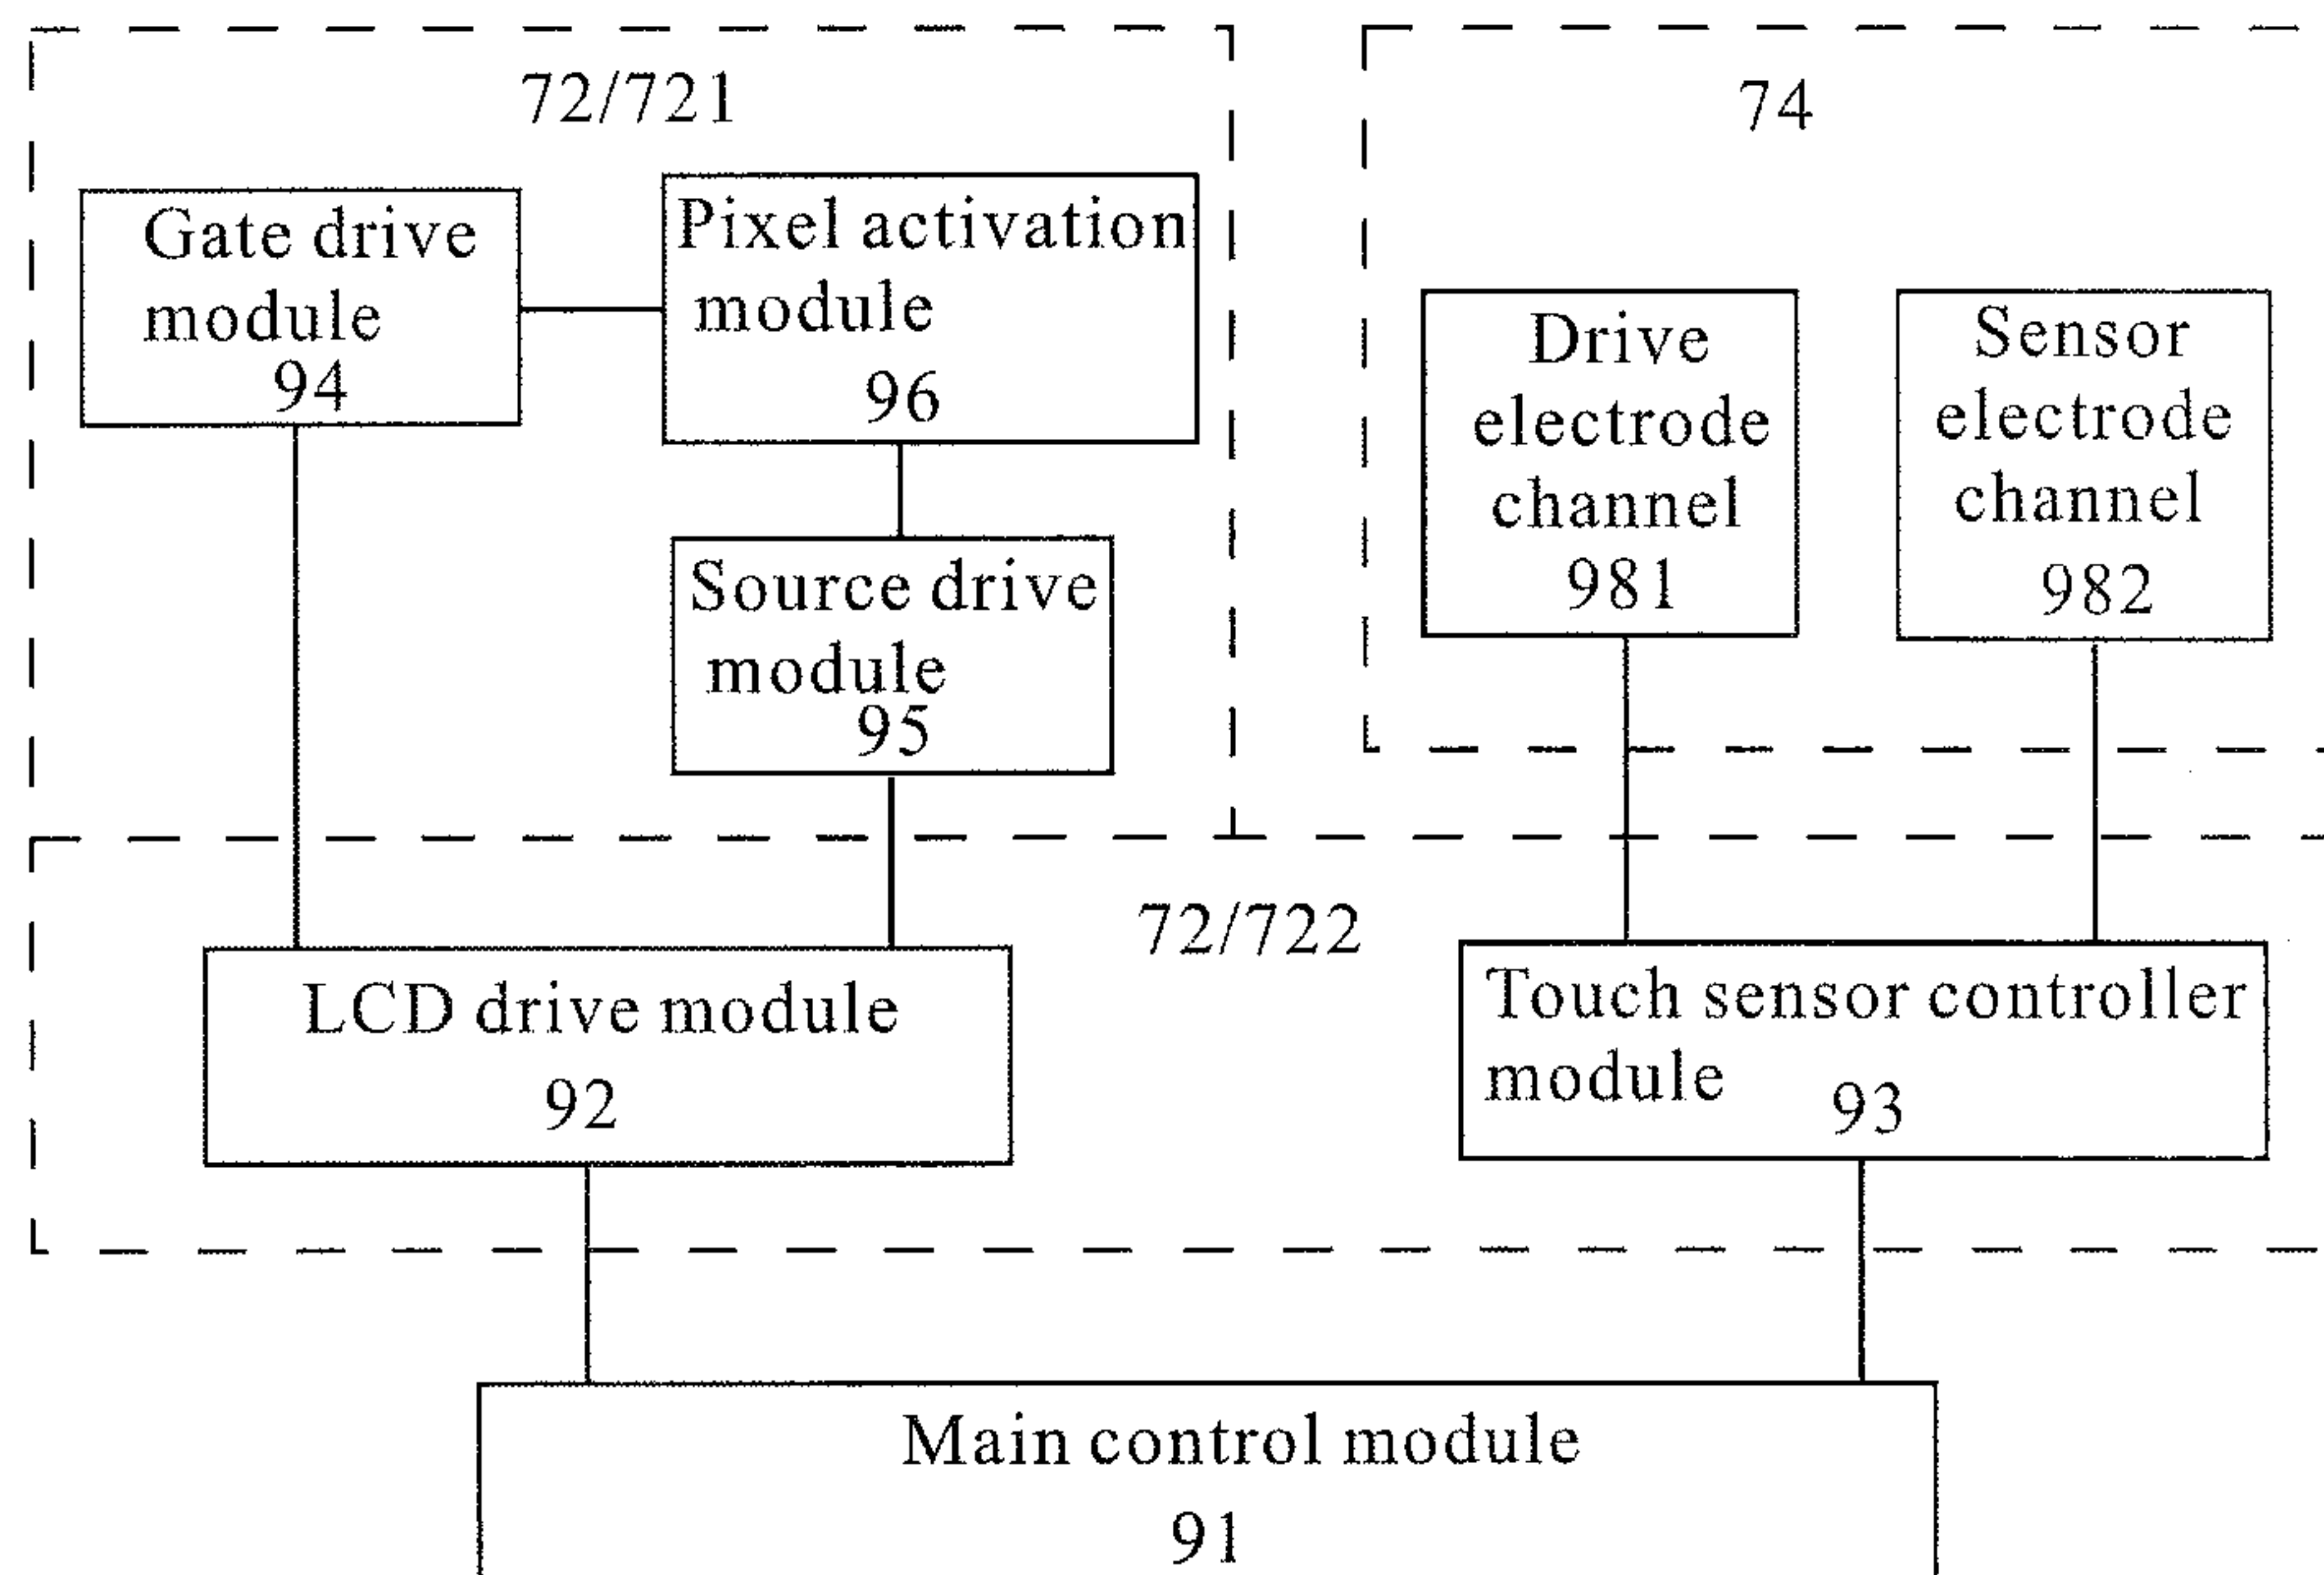 72/721
Gate drive
module
94
Pixel activation
module
96
Source drive
module
95
74
Drive
electrode
channel
981
Sensor
electrode
channel
982
72/722
LCD drive module
92
Touch sensor controller
module
93
Main control module
91